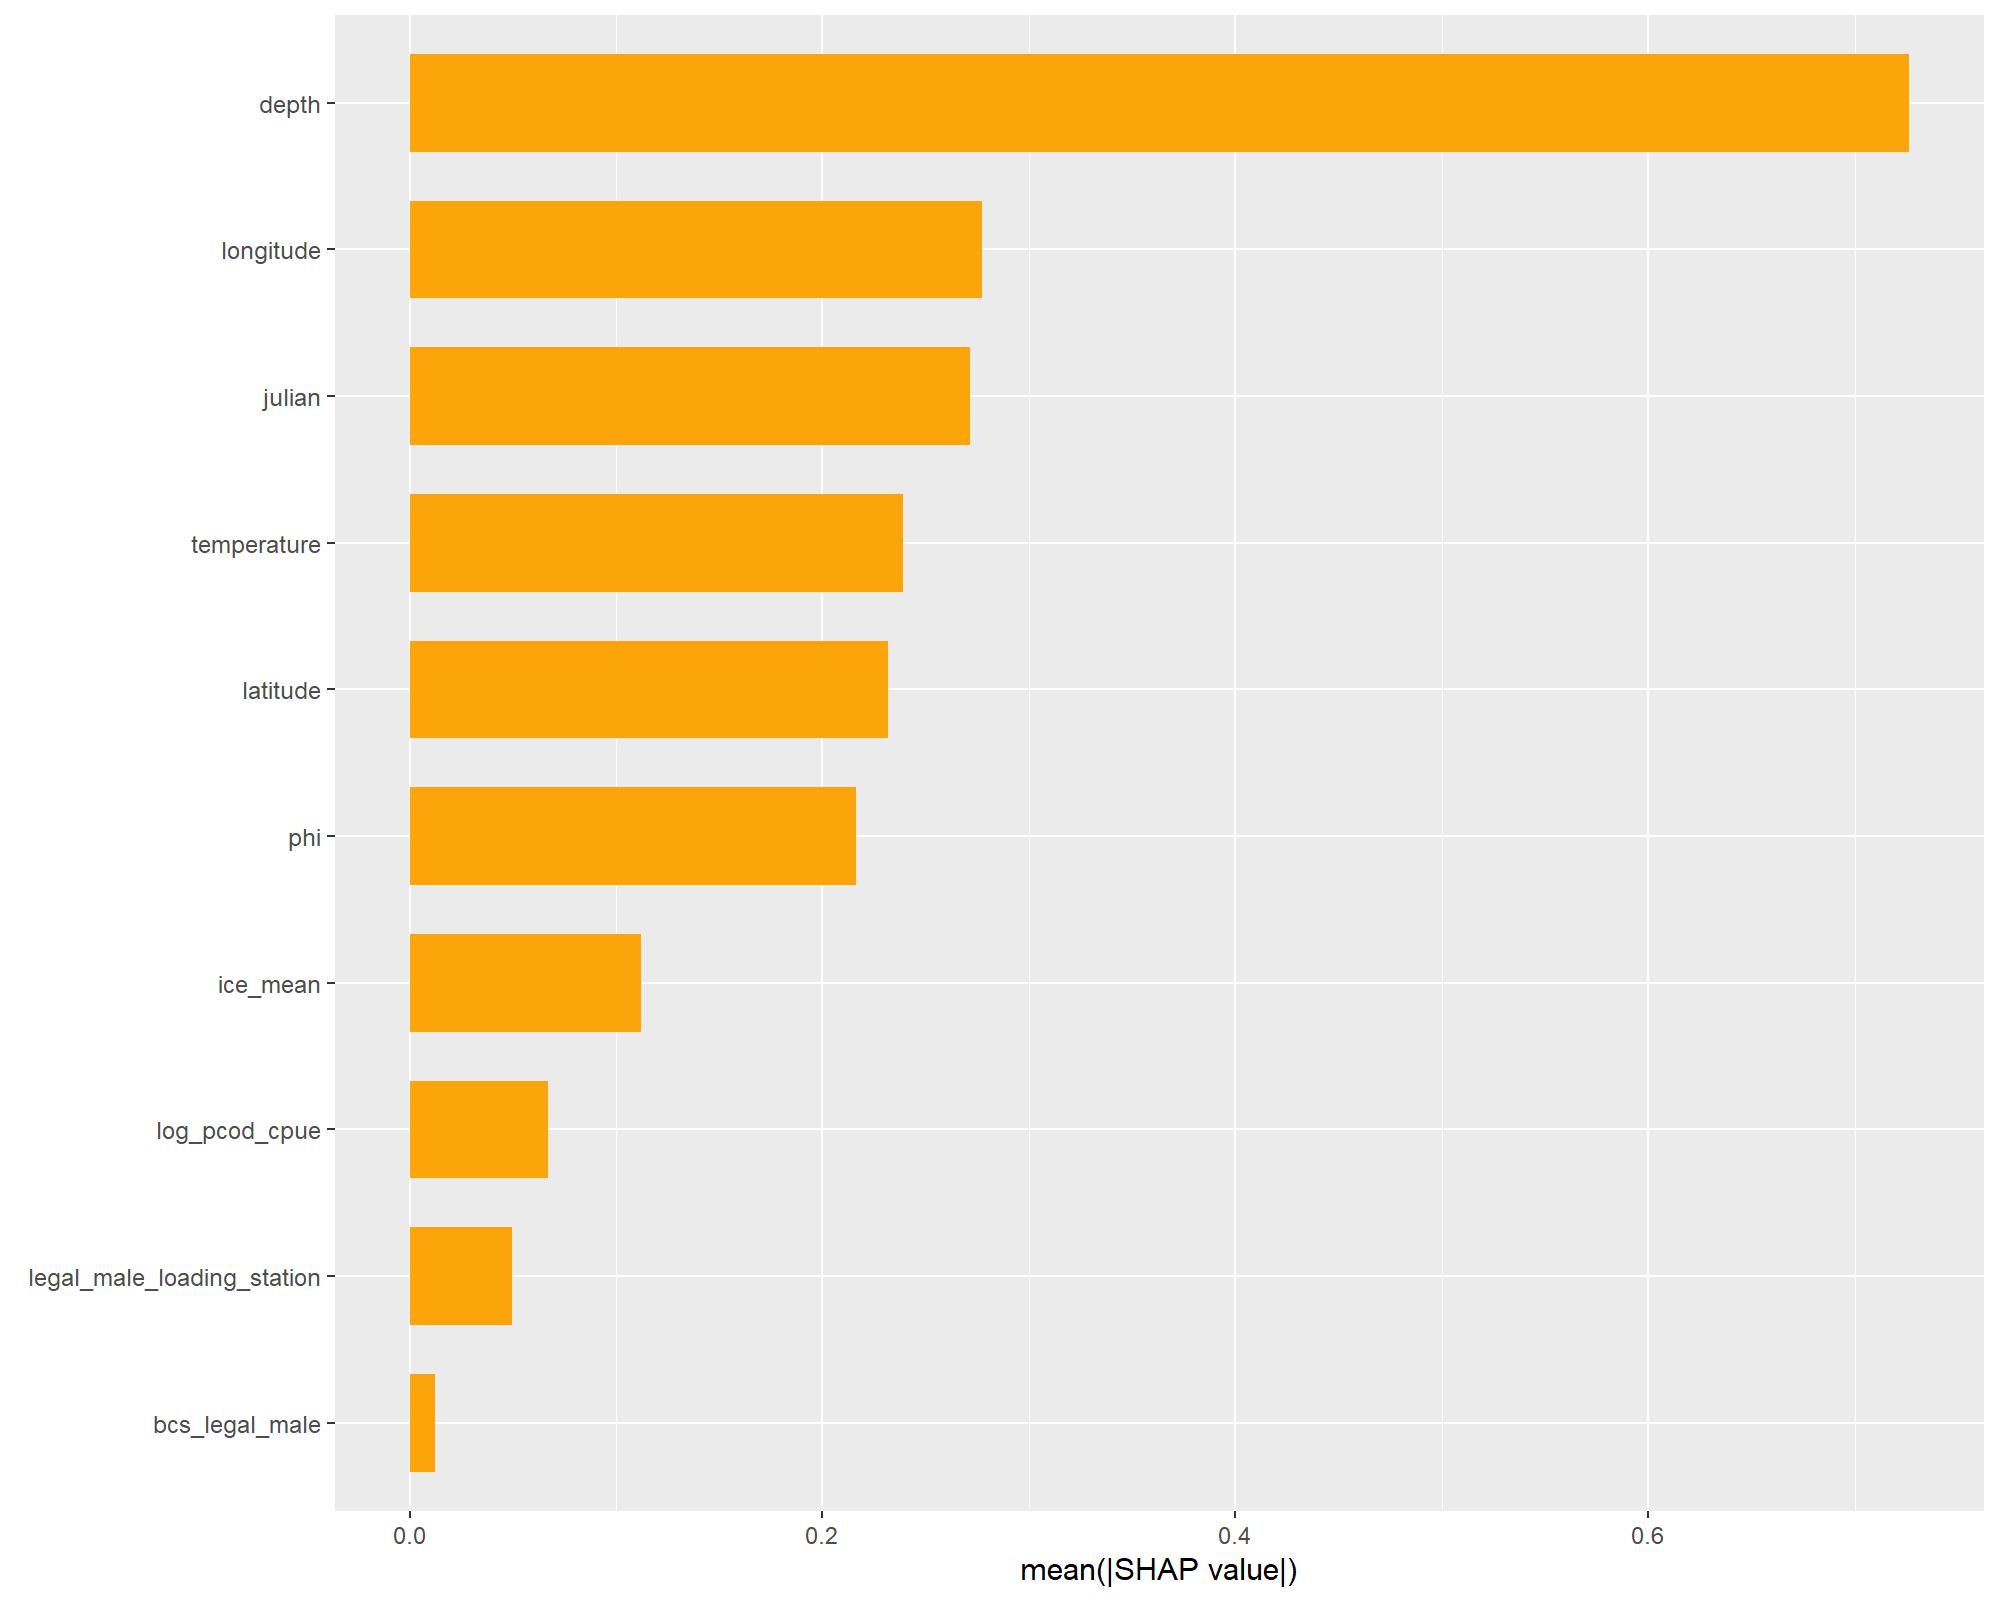 depth
longitude
julian
temperature
latitude
phi
ice_mean
log_pcod_cpue
legal_male_loading_station
bcs_legal_male
0.0 0.2 0.4 0.6
mean(|SHAP value|)